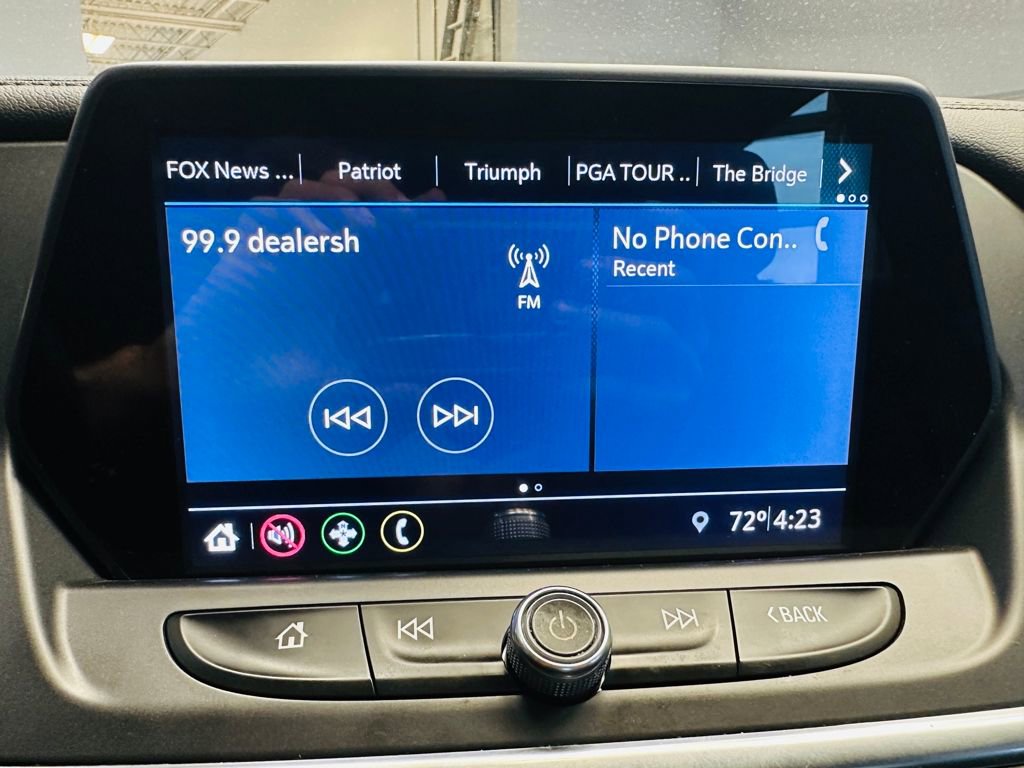 FOX News ... Patriot Triumph PGA TOUR .. The Bridge
99.9 dealersh
FM
No Phone Con..
Recent
72° 4:23
< BACK